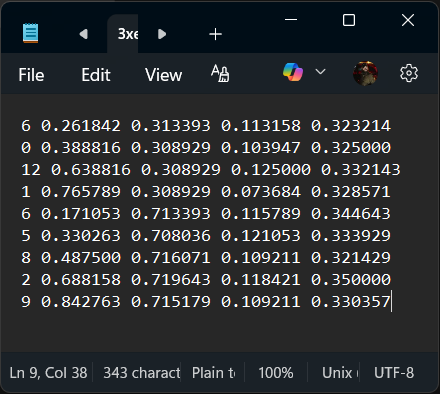 3xe
File Edit View
6 0.261842 0.313393 0.113158 0.323214
0 0.388816 0.308929 0.103947 0.325000
12 0.638816 0.308929 0.125000 0.332143
1 0.765789 0.308929 0.073684 0.328571
6 0.171053 0.713393 0.115789 0.344643
5 0.330263 0.708036 0.121053 0.333929
8 0.487500 0.716071 0.109211 0.321429
2 0.688158 0.719643 0.118421 0.350000
9 0.842763 0.715179 0.109211 0.330357
Ln 9, Col 38 343 charact Plain t 100% Unix UTF-8